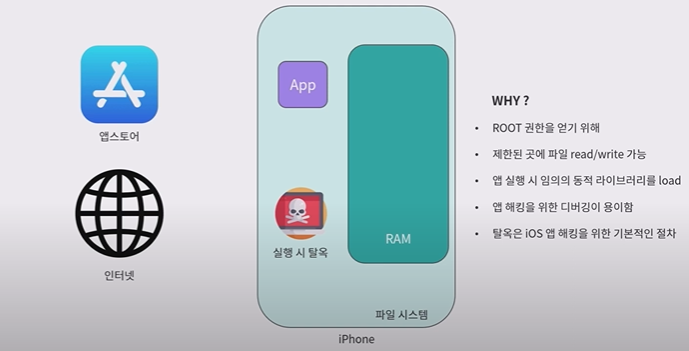 앱스토어
인터넷
App
실행 시 탈옥
RAM
파일 시스템
iPhone
WHY ?
• ROOT 권한을 얻기 위해
• 제한된 곳에 파일 read/write 가능
• 앱 실행 시 임의의 동적 라이브러리를 load
• 앱 해킹을 위한 디버깅이 용이함
• 탈옥은 iOS 앱 해킹을 위한 기본적인 절차